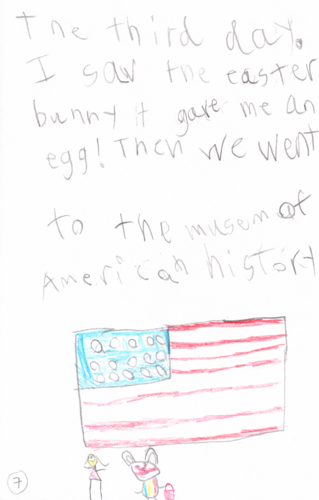 The third day.
I saw the easter
bunny it gave me an
egg! Then we went
to the musem of
American history
7